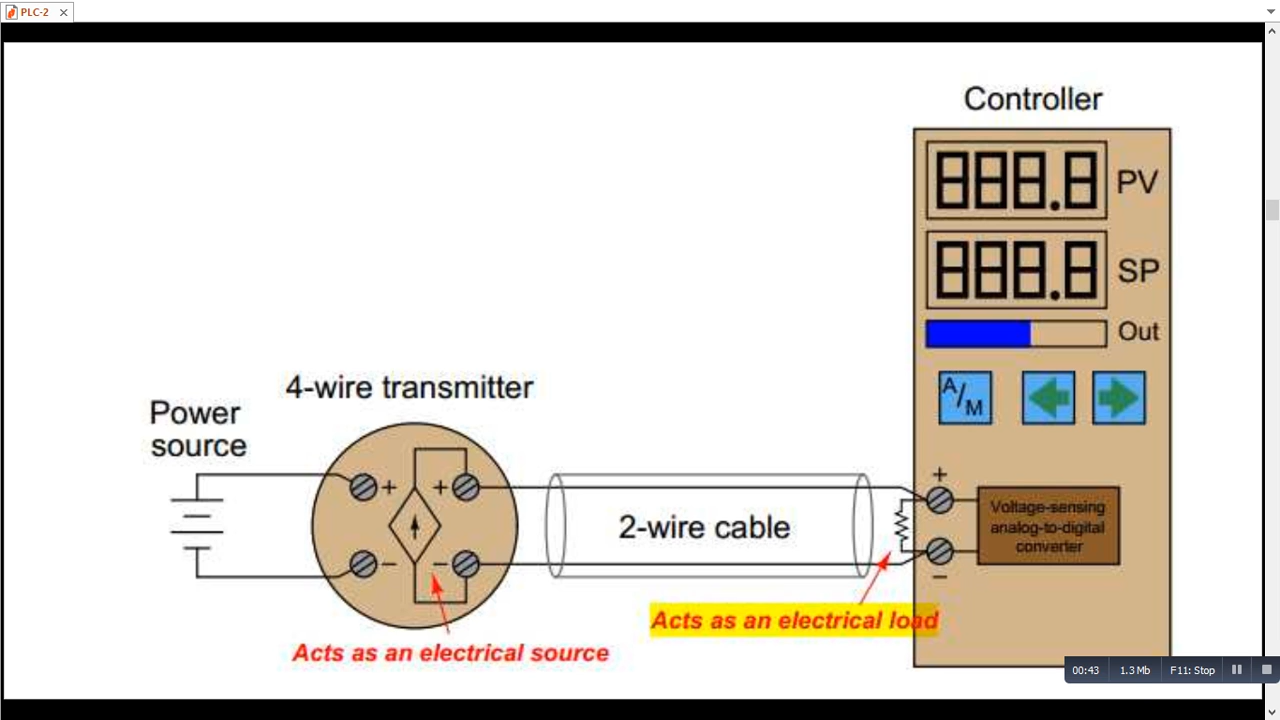 PLC-2
Controller
888.8 PV
888.8 SP
Out
A/M
4-wire transmitter
Power
source
+ + +
2-wire cable
Voltage-sensing
analog-to-digital
converter
− − −
Acts as an electrical load
Acts as an electrical source
00:43 1.3 Mb F11: Stop